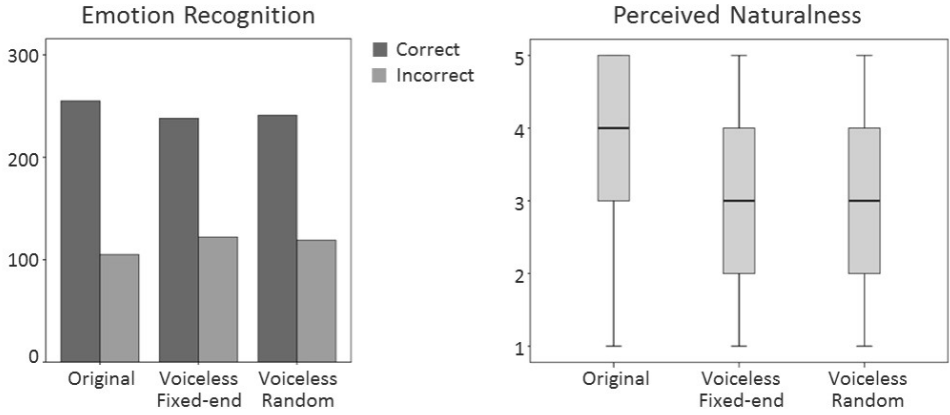 Emotion Recognition
300
200
100
0
Original
Voiceless
Fixed-end
Voiceless
Random
Correct
Incorrect
Perceived Naturalness
5
4
3
2
1
Original
Voiceless
Fixed-end
Voiceless
Random